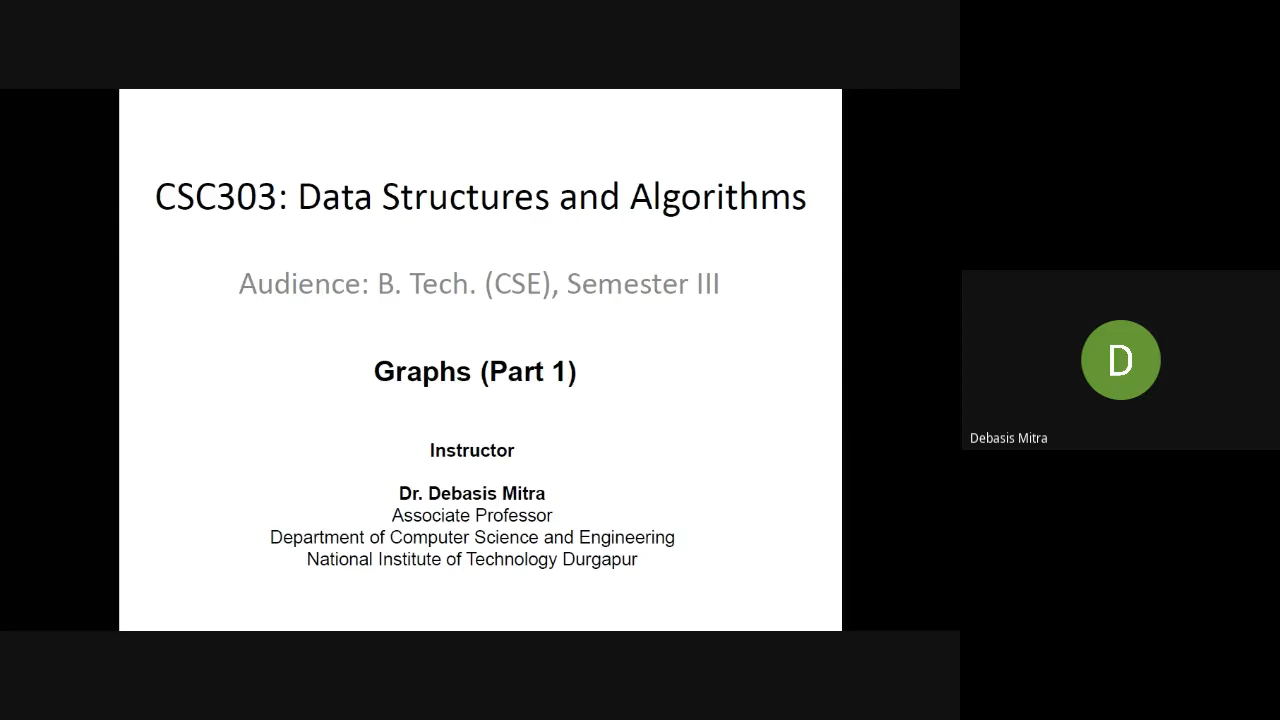 CSC303: Data Structures and Algorithms
Audience: B. Tech. (CSE), Semester III
Graphs (Part 1)
Instructor
Dr. Debasis Mitra
Associate Professor
Department of Computer Science and Engineering
National Institute of Technology Durgapur
D
Debasis Mitra